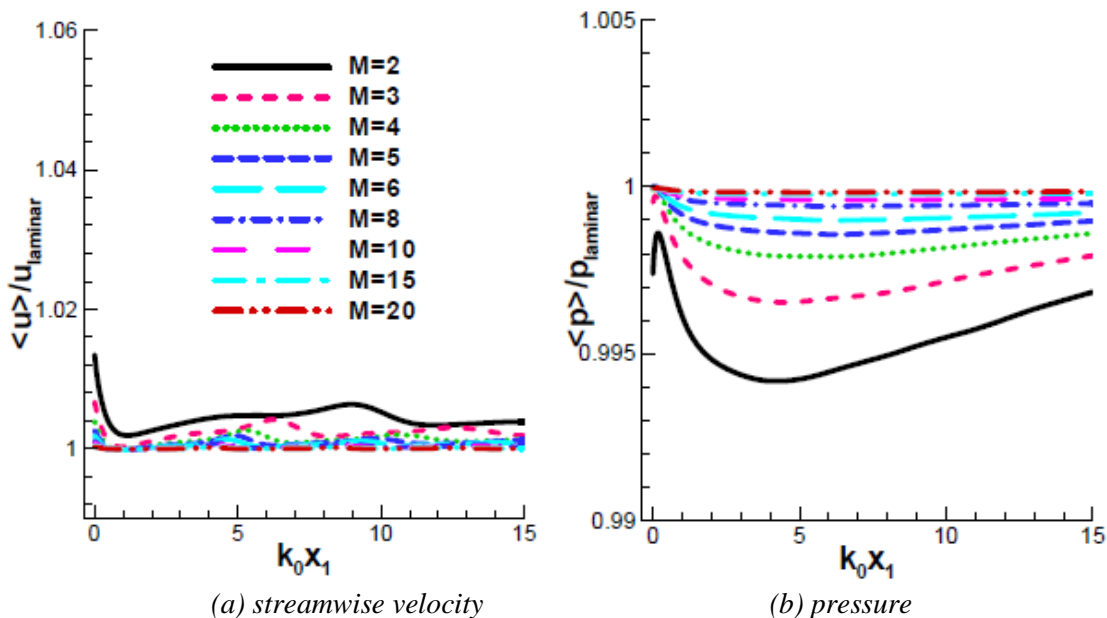 1.06
1.04
1.02
1
<u>/u_laminar
M=2
M=3
M=4
M=5
M=6
M=8
M=10
M=15
M=20
0
5
10
15
k₀x₁
(a) streamwise velocity
1.005
1
0.995
0.99
<p>/p_laminar
0
5
10
15
k₀x₁
(b) pressure